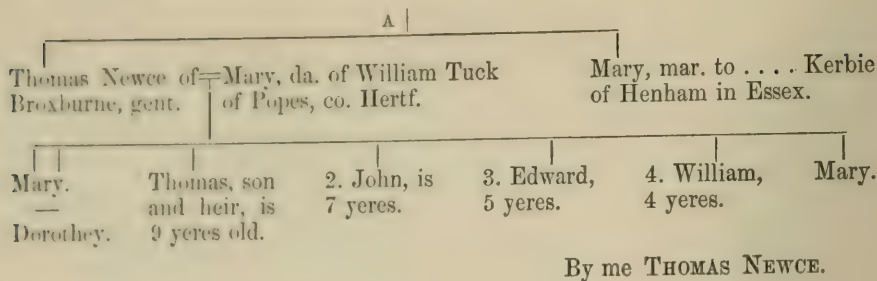 A
Thomas Newce of Mary, da. of William Tuck Mary, mar. to . . . . Kerbie
Broxburne, gent. of Popes, co. Hertf. of Henham in Essex.
Mary. Thomas, son 2. John, is 3. Edward, 4. William, Mary.
— and heir, is 7 yeres. 5 yeres. 4 yeres.
Dorothey. 9 yeres old.
By me THOMAS NEWCE.